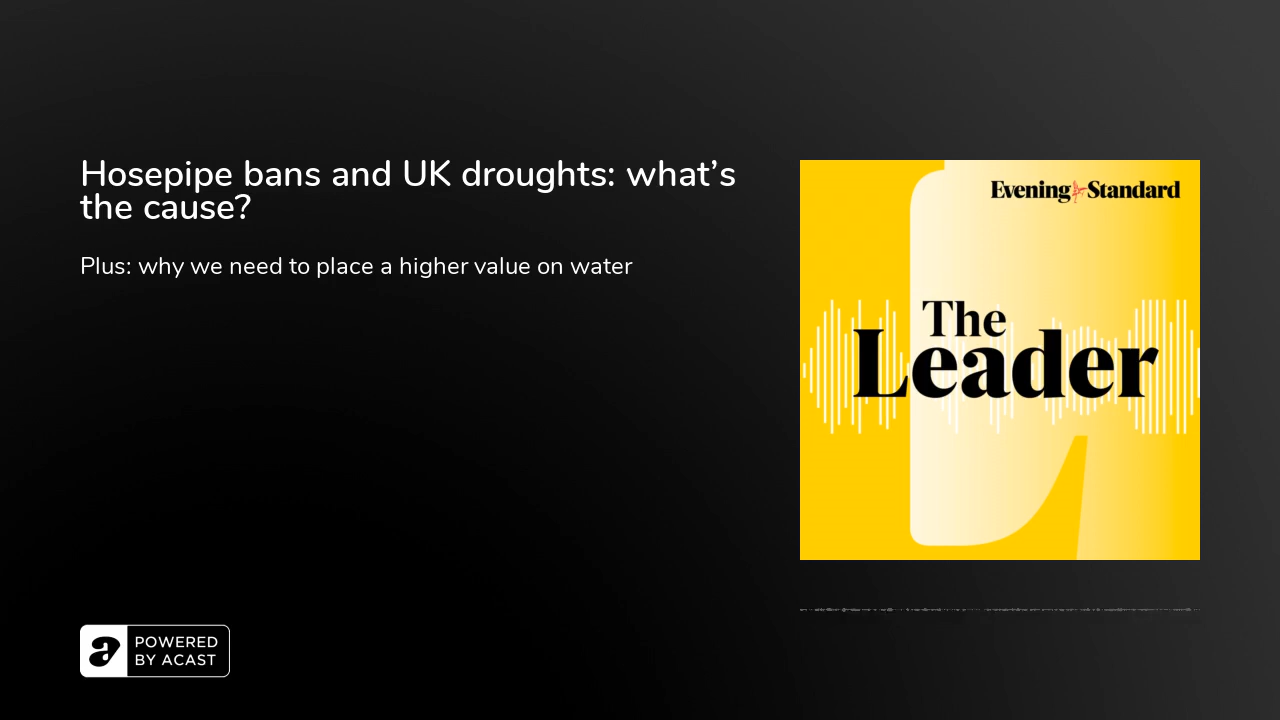 Hosepipe bans and UK droughts: what’s
the cause?
Plus: why we need to place a higher value on water
Evening Standard
The
Leader
POWERED
BY ACAST